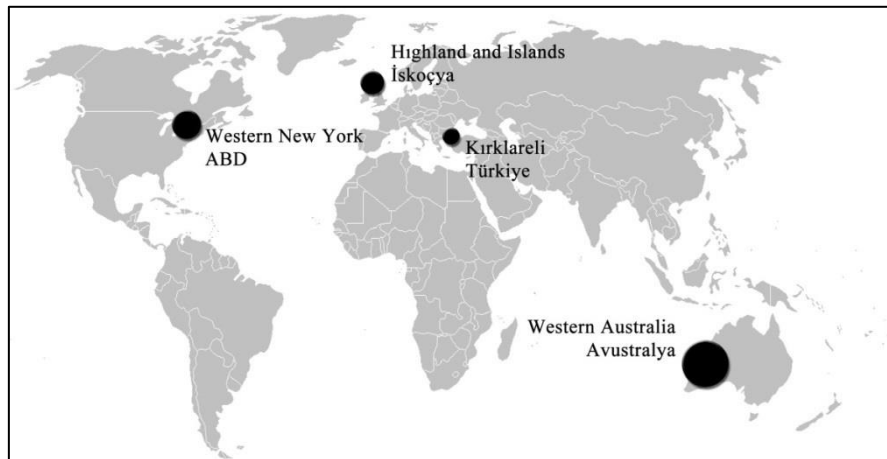 Hıghland and Islands
İskoçya
Western New York
ABD
Kırklareli
Türkiye
Western Australia
Avustralya